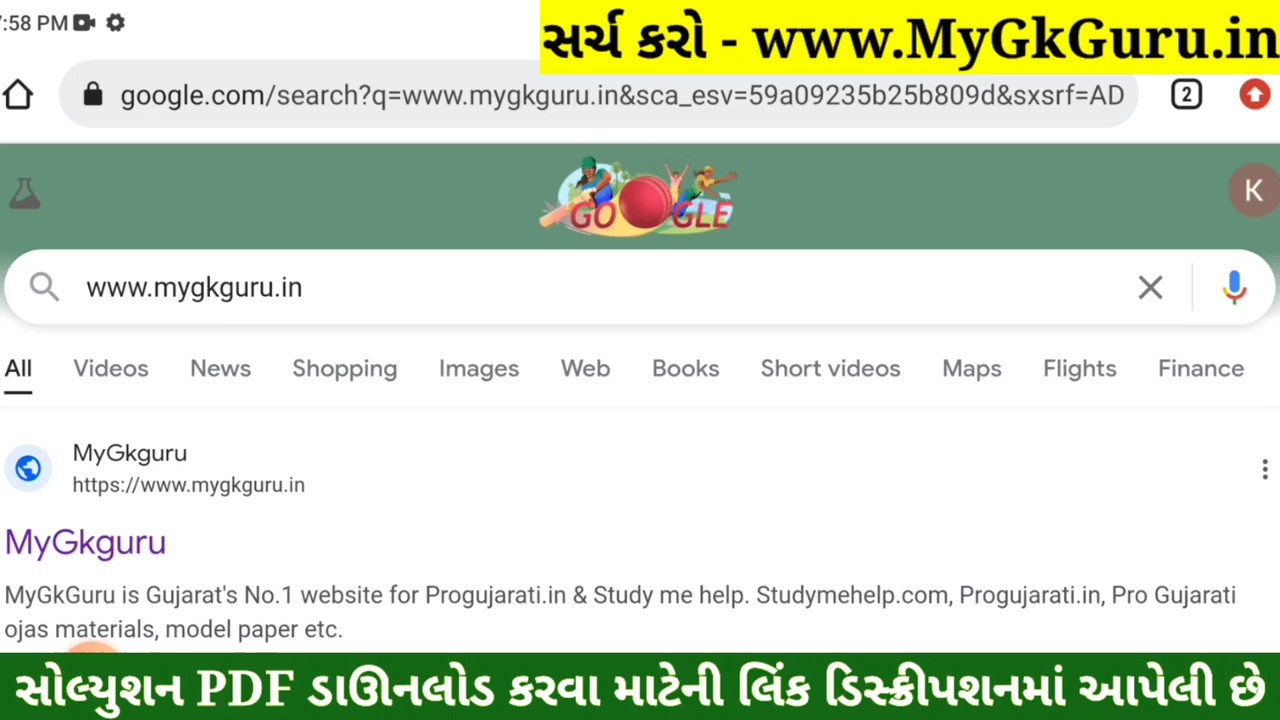 :58 PM
સર્ચ કરો - www.MyGkGuru.in
google.com/search?q=www.mygkguru.in&sca_esv=59a09235b25b809d&sxsrf=AD
2
GOOGLE
K
www.mygkguru.in
All Videos News Shopping Images Web Books Short videos Maps Flights Finance
MyGkguru
https://www.mygkguru.in
MyGkguru
MyGkGuru is Gujarat's No.1 website for Progujarati.in & Study me help. Studymehelp.com, Progujarati.in, Pro Gujarati
ojas materials, model paper etc.
સોલ્યુશન PDF ડાઊનલોડ કરવા માટેની લિંક ડિસ્ક્રીપશનમાં આપેલી છે